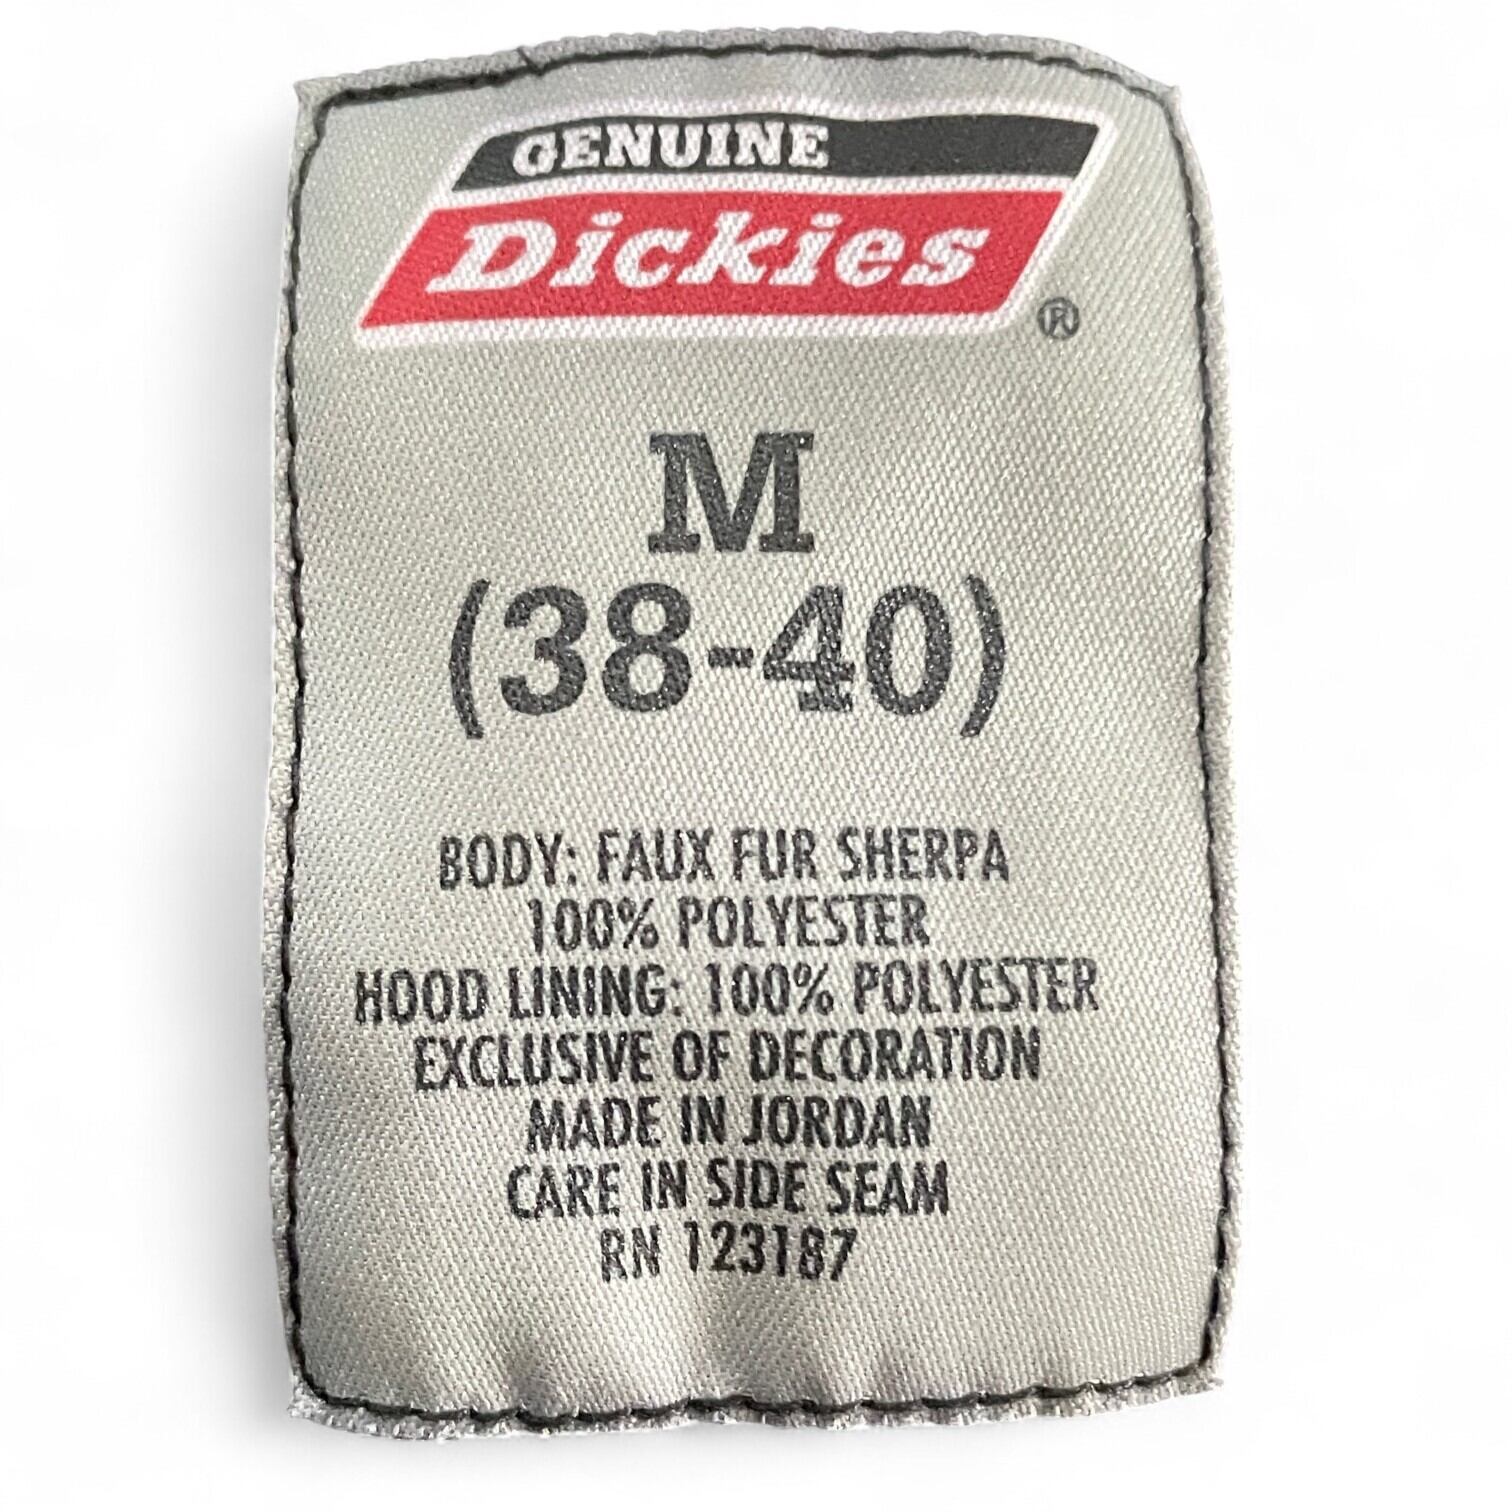 GENUINE
Dickies
®
M
(38-40)
BODY: FAUX FUR SHERPA
100% POLYESTER
HOOD LINING: 100% POLYESTER
EXCLUSIVE OF DECORATION
MADE IN JORDAN
CARE IN SIDE SEAM
RN 123187